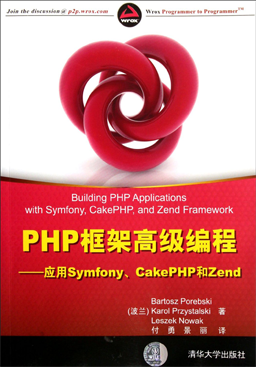 Join the discussion @ p2p.wrox.com
wrox
Wrox Programmer to Programmer™
Building PHP Applications
with Symfony, CakePHP, and Zend Framework
PHP框架高级编程
——应用Symfony、CakePHP和Zend
Bartosz Porebski
(波兰) Karol Przystalski 著
Leszek Nowak
付勇 景丽 译
清华大学出版社